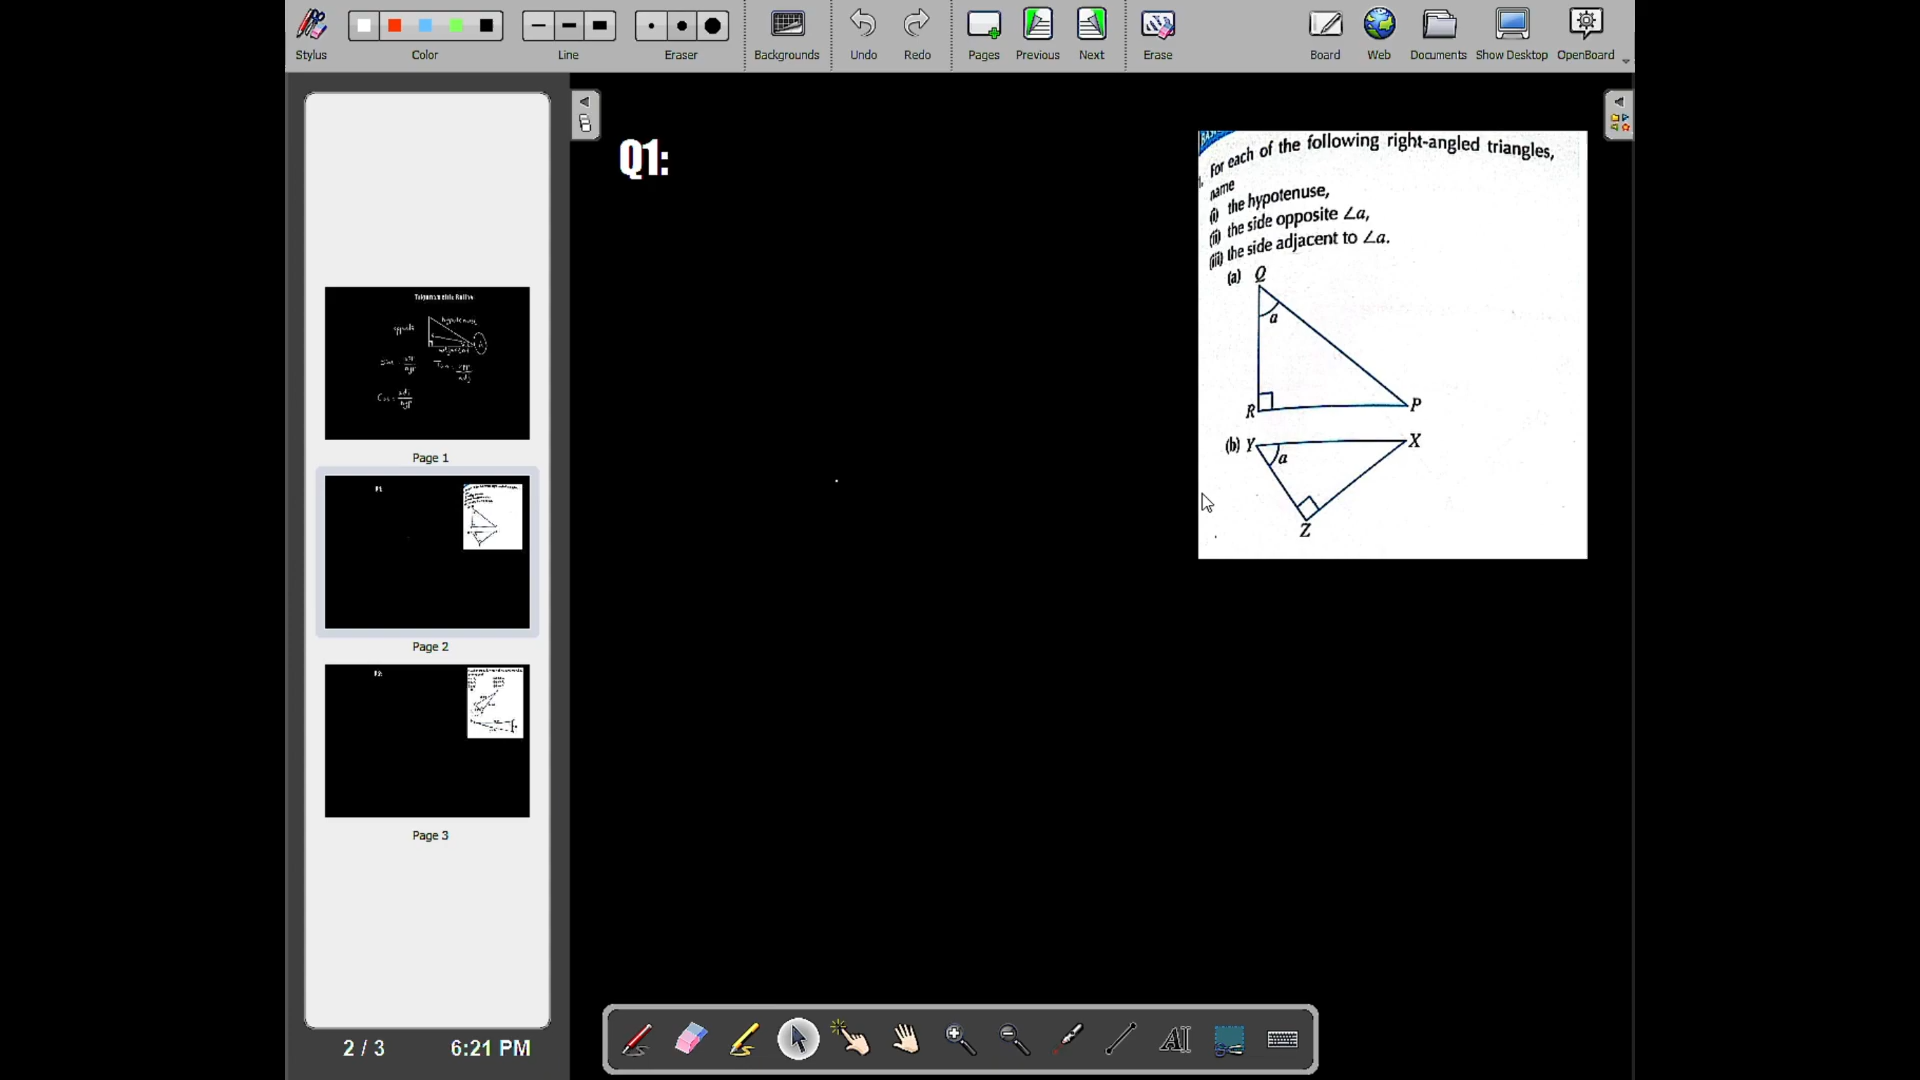 Stylus
Color
Line
Eraser
Backgrounds
Undo
Redo
Pages
Previous
Next
Erase
Board
Web
Documents
Show Desktop
OpenBoard
Page 1
Page 2
Page 3
2 / 3
6:21 PM
Q1:
For each of the following right-angled triangles,
name
(i) the hypotenuse,
(ii) the side opposite ∠a,
(iii) the side adjacent to ∠a.
(a) Q
a
R
P
(b) Y
X
a
Z